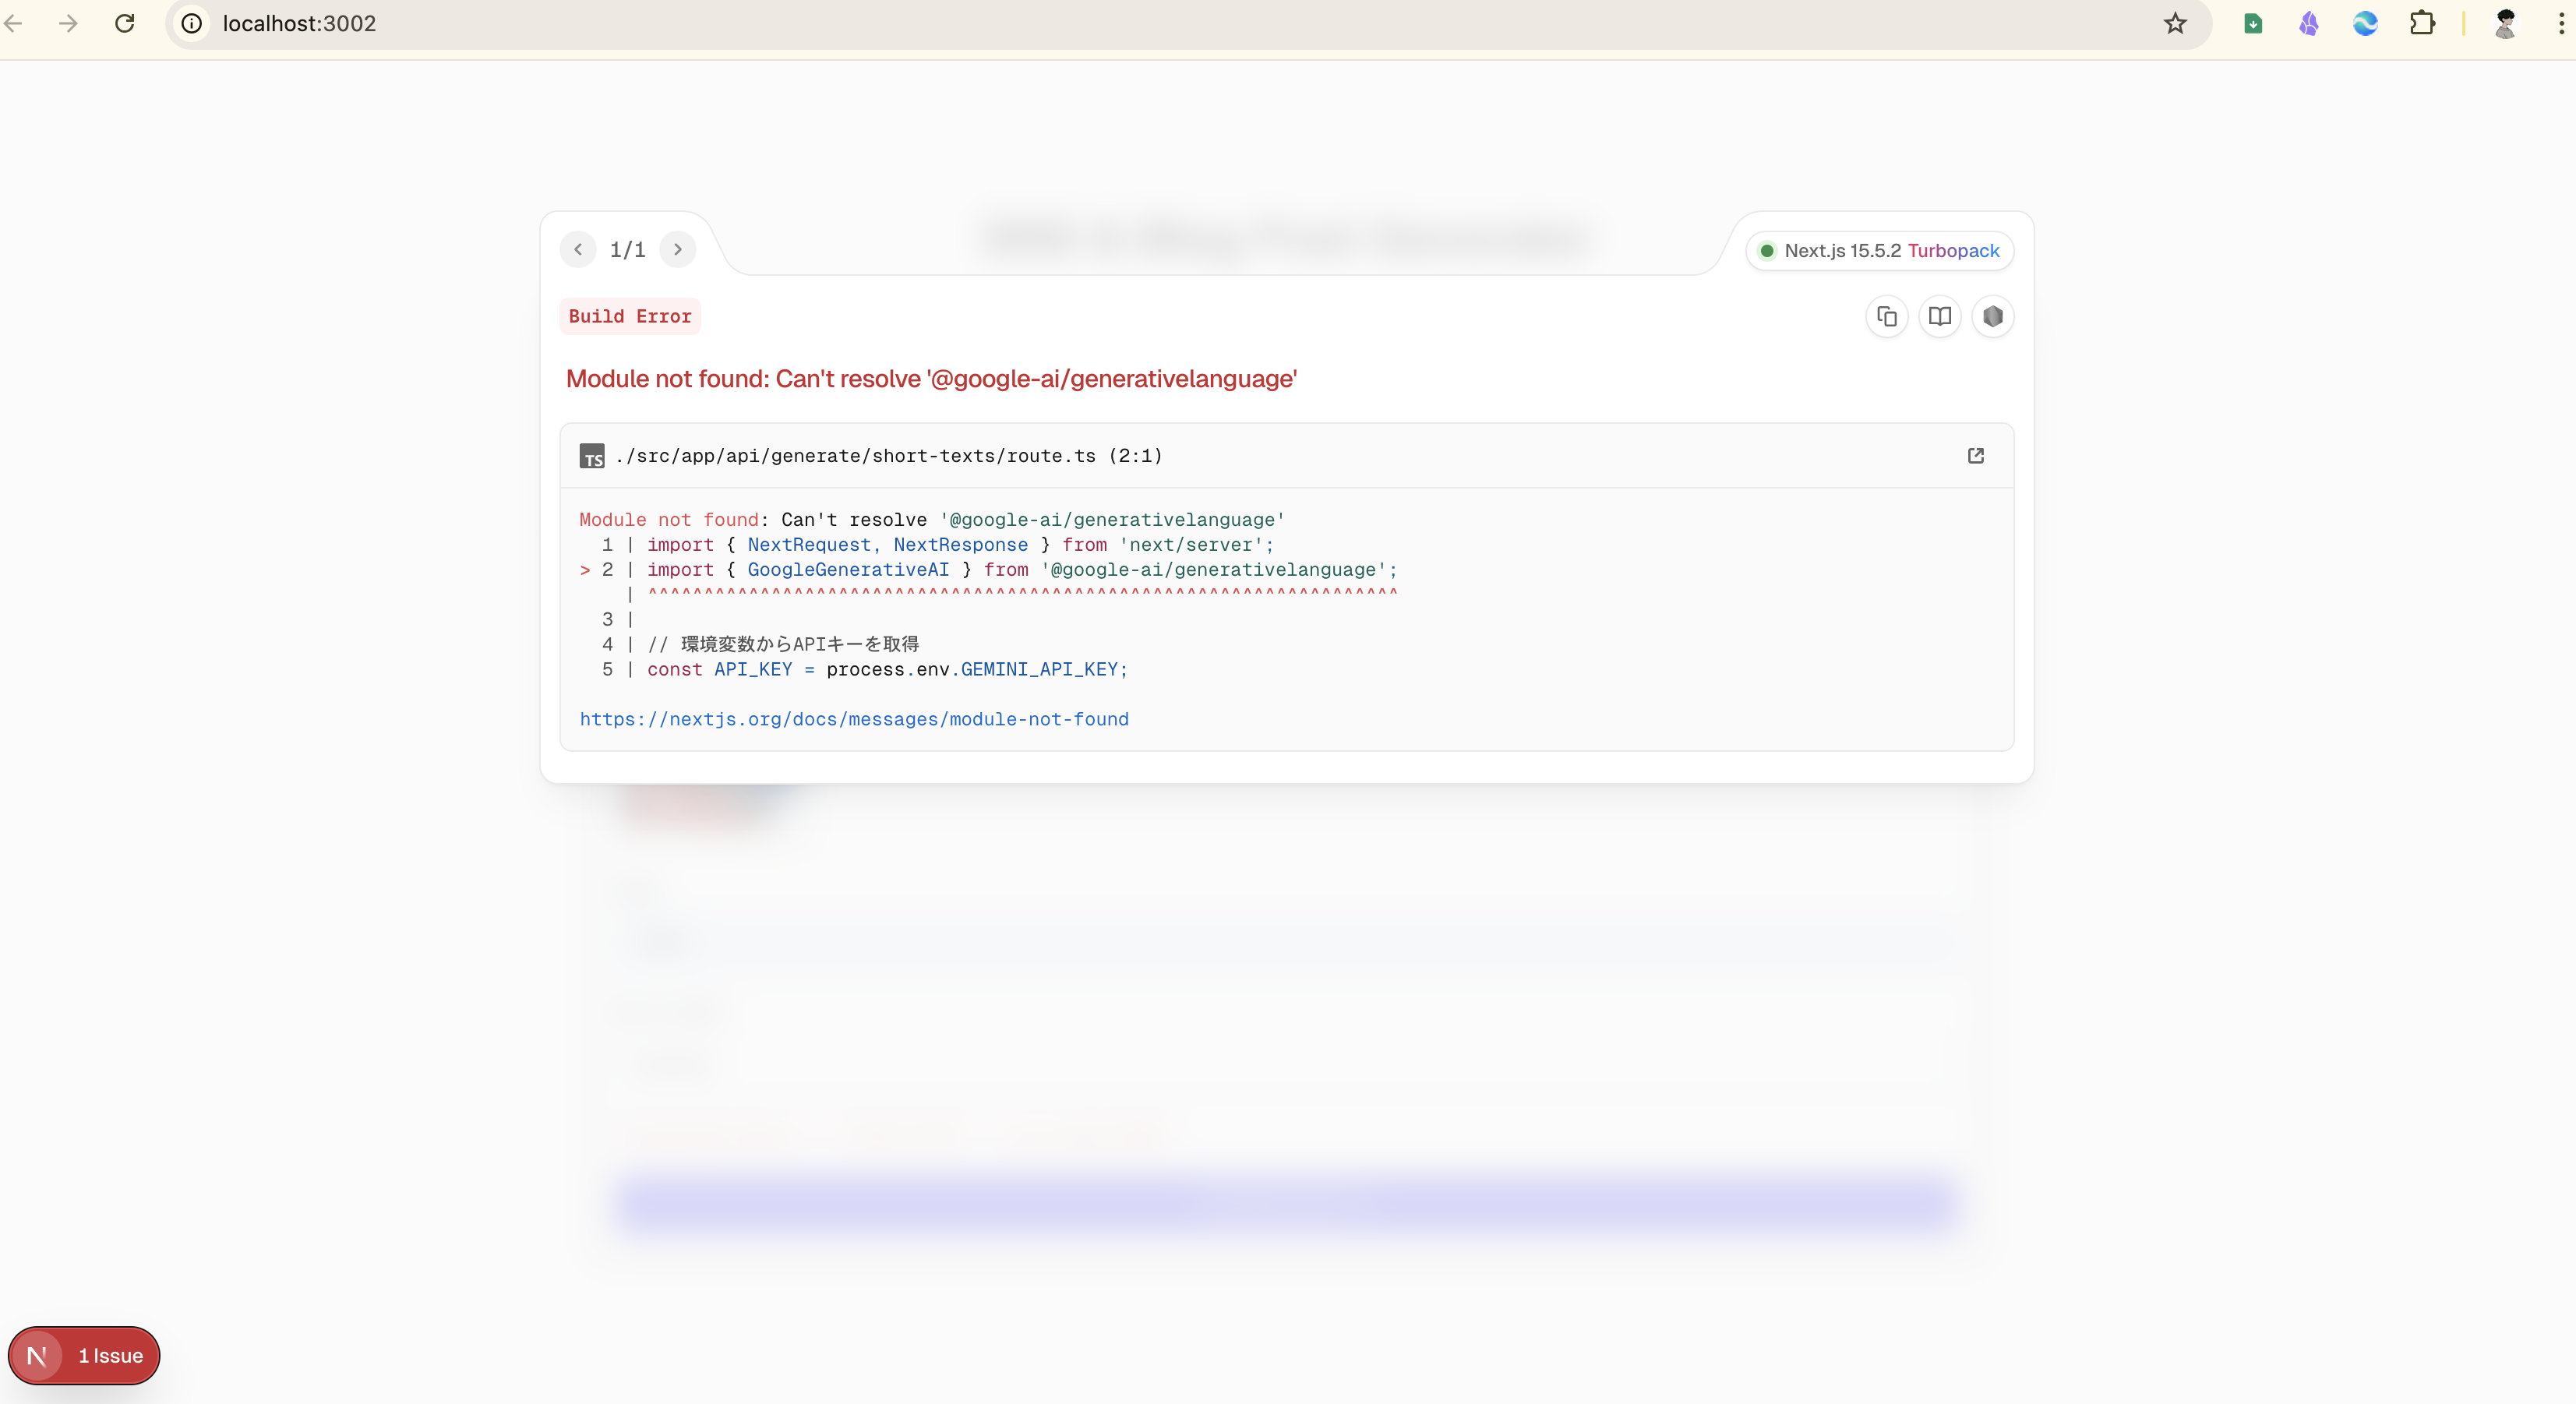 localhost:3002
1/1
Next.js 15.5.2 Turbopack
Build Error
Module not found: Can't resolve '@google-ai/generativelanguage'
TS ./src/app/api/generate/short-texts/route.ts (2:1)
Module not found: Can't resolve '@google-ai/generativelanguage'
1 | import { NextRequest, NextResponse } from 'next/server';
> 2 | import { GoogleGenerativeAI } from '@google-ai/generativelanguage';
| ^^^^^^^^^^^^^^^^^^^^^^^^^^^^^^^^^^^^^^^^^^^^^^^^^^^^^^^^^^^^^^^^^^^
3 |
4 | // 環境変数からAPIキーを取得
5 | const API_KEY = process.env.GEMINI_API_KEY;
https://nextjs.org/docs/messages/module-not-found
N 1 Issue